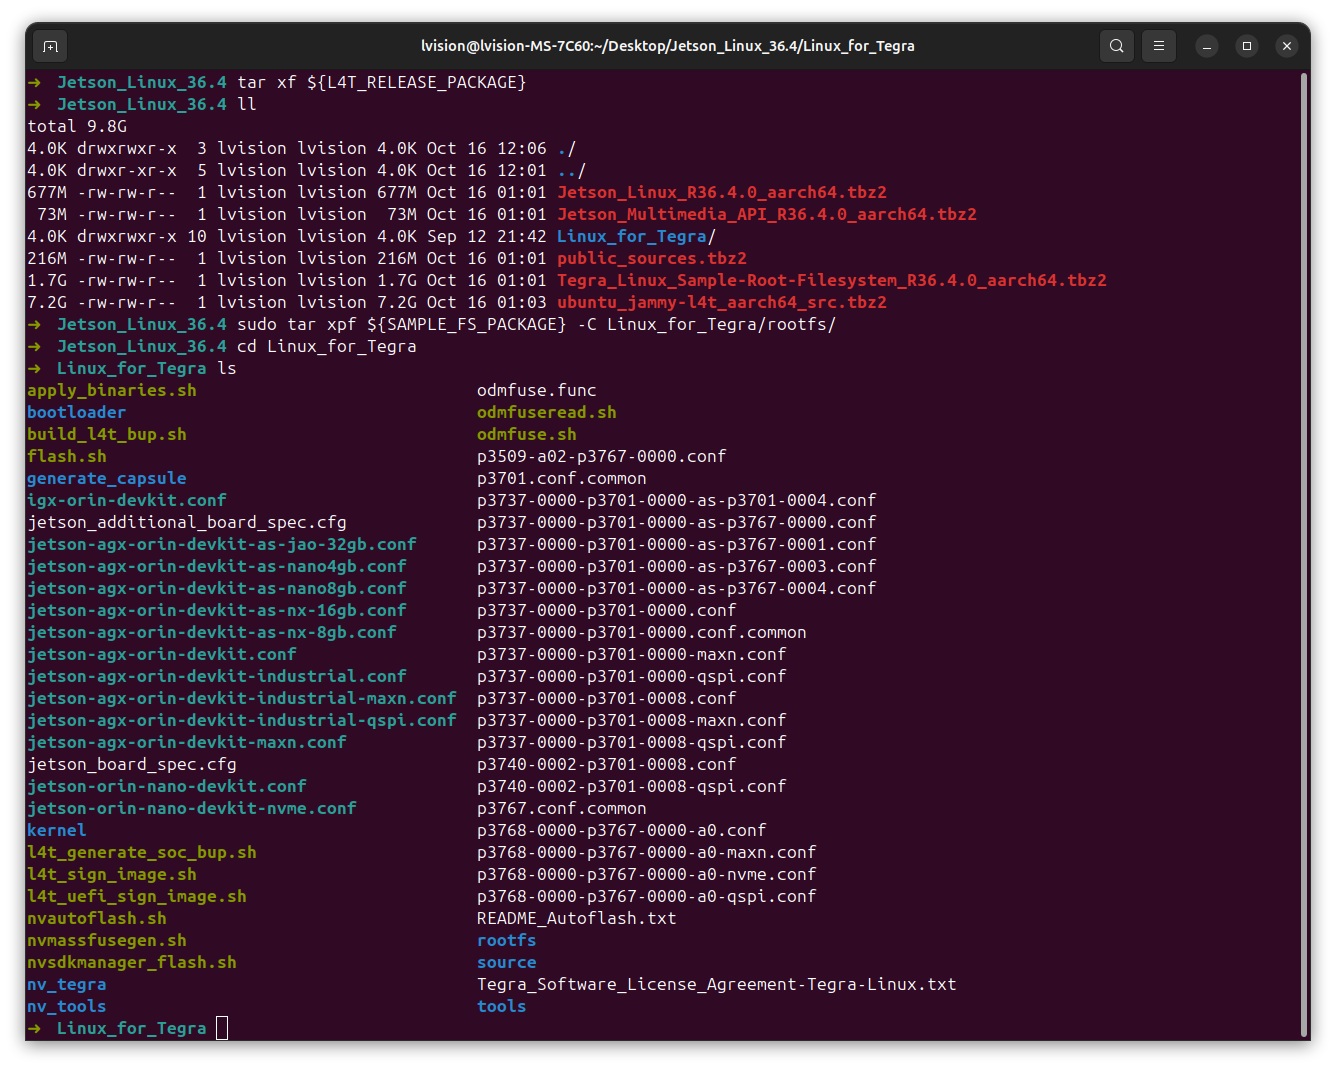 lvision@lvision-MS-7C60:~/Desktop/Jetson_Linux_36.4/Linux_for_Tegra
➜  Jetson_Linux_36.4 tar xf ${L4T_RELEASE_PACKAGE}
➜  Jetson_Linux_36.4 ll
total 9.8G
4.0K drwxrwxr-x  3 lvision lvision 4.0K Oct 16 12:06 ./
4.0K drwxr-xr-x  5 lvision lvision 4.0K Oct 16 12:01 ../
677M -rw-rw-r--  1 lvision lvision 677M Oct 16 01:01 Jetson_Linux_R36.4.0_aarch64.tbz2
 73M -rw-rw-r--  1 lvision lvision  73M Oct 16 01:01 Jetson_Multimedia_API_R36.4.0_aarch64.tbz2
4.0K drwxrwxr-x 10 lvision lvision 4.0K Sep 12 21:42 Linux_for_Tegra/
216M -rw-rw-r--  1 lvision lvision 216M Oct 16 01:01 public_sources.tbz2
1.7G -rw-rw-r--  1 lvision lvision 1.7G Oct 16 01:01 Tegra_Linux_Sample-Root-Filesystem_R36.4.0_aarch64.tbz2
7.2G -rw-rw-r--  1 lvision lvision 7.2G Oct 16 01:03 ubuntu_jammy-l4t_aarch64_src.tbz2
➜  Jetson_Linux_36.4 sudo tar xpf ${SAMPLE_FS_PACKAGE} -C Linux_for_Tegra/rootfs/
➜  Jetson_Linux_36.4 cd Linux_for_Tegra
➜  Linux_for_Tegra ls
apply_binaries.sh                            odmfuse.func
bootloader                                   odmfuseread.sh
build_l4t_bup.sh                             odmfuse.sh
flash.sh                                     p3509-a02-p3767-0000.conf
generate_capsule                             p3701.conf.common
igx-orin-devkit.conf                         p3737-0000-p3701-0000-as-p3701-0004.conf
jetson_additional_board_spec.cfg             p3737-0000-p3701-0000-as-p3767-0000.conf
jetson-agx-orin-devkit-as-jao-32gb.conf      p3737-0000-p3701-0000-as-p3767-0001.conf
jetson-agx-orin-devkit-as-nano4gb.conf       p3737-0000-p3701-0000-as-p3767-0003.conf
jetson-agx-orin-devkit-as-nano8gb.conf       p3737-0000-p3701-0000-as-p3767-0004.conf
jetson-agx-orin-devkit-as-nx-16gb.conf       p3737-0000-p3701-0000.conf
jetson-agx-orin-devkit-as-nx-8gb.conf        p3737-0000-p3701-0000.conf.common
jetson-agx-orin-devkit.conf                  p3737-0000-p3701-0000-maxn.conf
jetson-agx-orin-devkit-industrial.conf       p3737-0000-p3701-0000-qspi.conf
jetson-agx-orin-devkit-industrial-maxn.conf  p3737-0000-p3701-0008.conf
jetson-agx-orin-devkit-industrial-qspi.conf  p3737-0000-p3701-0008-maxn.conf
jetson-agx-orin-devkit-maxn.conf             p3737-0000-p3701-0008-qspi.conf
jetson_board_spec.cfg                        p3740-0002-p3701-0008.conf
jetson-orin-nano-devkit.conf                 p3740-0002-p3701-0008-qspi.conf
jetson-orin-nano-devkit-nvme.conf            p3767.conf.common
kernel                                       p3768-0000-p3767-0000-a0.conf
l4t_generate_soc_bup.sh                      p3768-0000-p3767-0000-a0-maxn.conf
l4t_sign_image.sh                            p3768-0000-p3767-0000-a0-nvme.conf
l4t_uefi_sign_image.sh                       p3768-0000-p3767-0000-a0-qspi.conf
nvautoflash.sh                               README_Autoflash.txt
nvmassfusegen.sh                             rootfs
nvsdkmanager_flash.sh                        source
nv_tegra                                     Tegra_Software_License_Agreement-Tegra-Linux.txt
nv_tools                                     tools
➜  Linux_for_Tegra